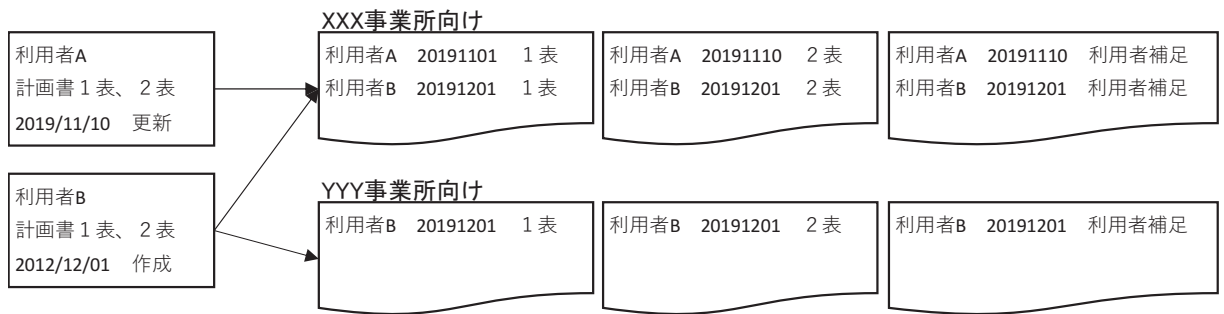 XXX事業所向け
利用者A
計画書１表、２表
2019/11/10　更新
利用者A　20191101　１表
利用者B　20191201　１表
利用者A　20191110　２表
利用者B　20191201　２表
利用者A　20191110　利用者補足
利用者B　20191201　利用者補足
利用者B
計画書１表、２表
2012/12/01　作成
YYY事業所向け
利用者B　20191201　１表
利用者B　20191201　２表
利用者B　20191201　利用者補足